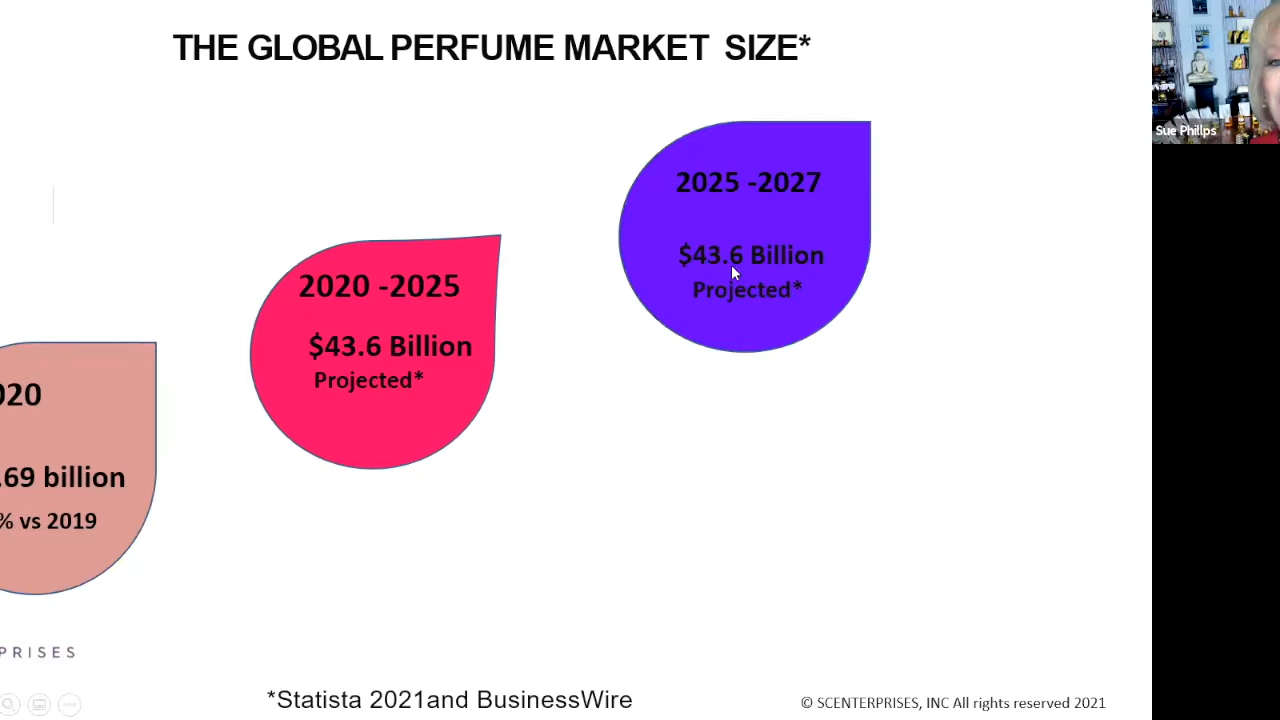 THE GLOBAL PERFUME MARKET SIZE*
Sue Phillps
2025 -2027
$43.6 Billion
Projected*
2020 -2025
$43.6 Billion
Projected*
020
.69 billion
% vs 2019
PRISES
*Statista 2021and BusinessWire
© SCENTERPRISES, INC All rights reserved 2021